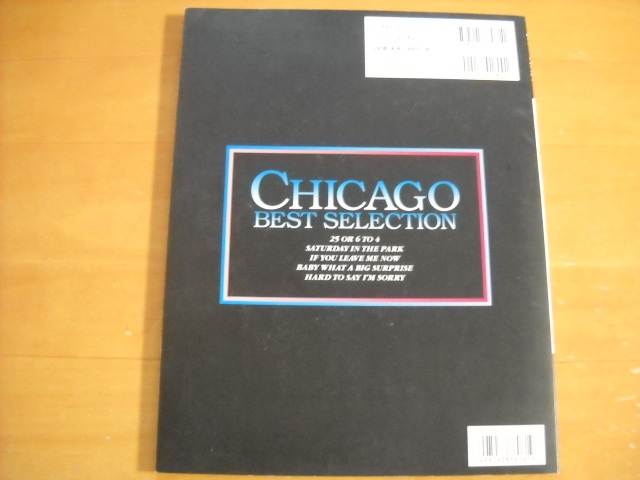 CHICAGO
BEST SELECTION
25 OR 6 TO 4
SATURDAY IN THE PARK
IF YOU LEAVE ME NOW
BABY WHAT A BIG SURPRISE
HARD TO SAY I'M SORRY